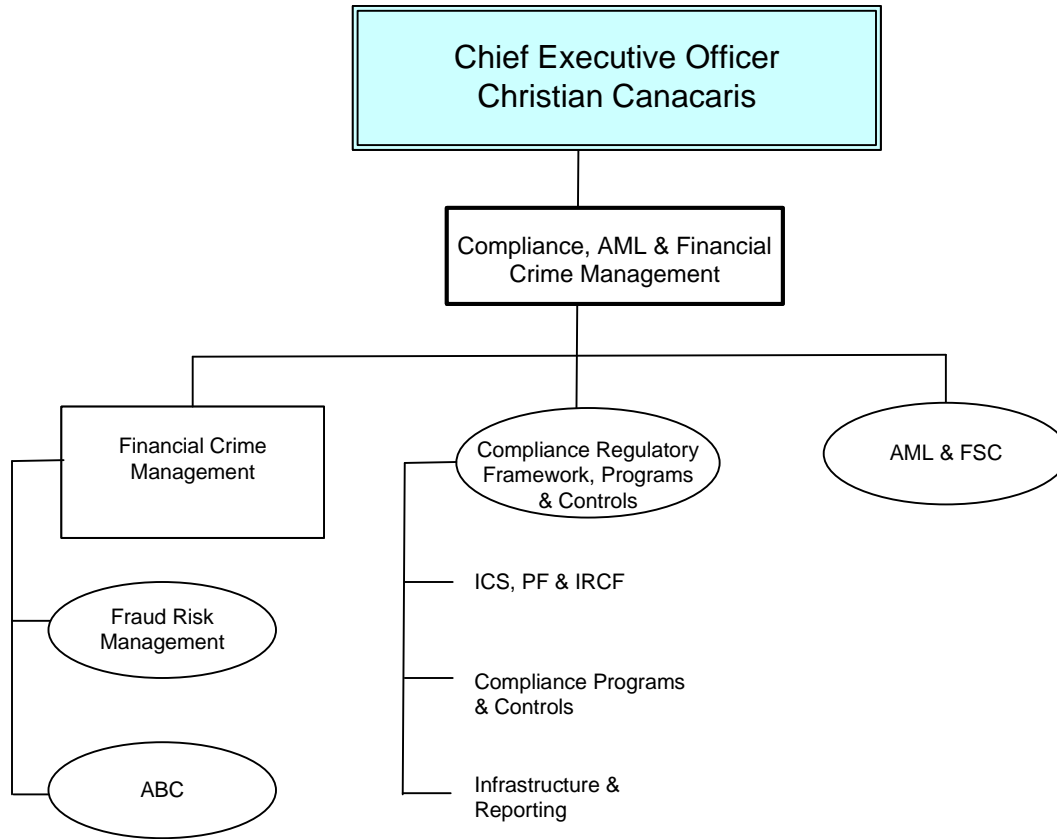 Chief Executive Officer
Christian Canacaris
Compliance, AML & Financial
Crime Management
Financial Crime
Management
Compliance Regulatory
Framework, Programs
& Controls
AML & FSC
ICS, PF & IRCF
Fraud Risk
Management
Compliance Programs
& Controls
ABC
Infrastructure &
Reporting